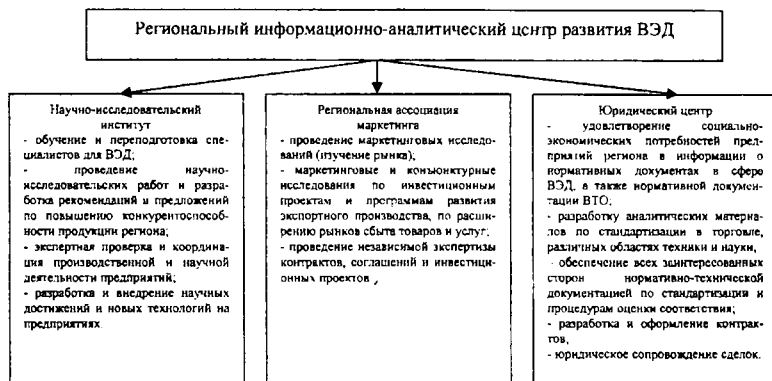 Региональный информационно-аналитический центр развития ВЭД
Научно-исследовательский
институт
- обучение и переподготовка спе-
циалистов для ВЭД;
- проведение научно-
исследовательских работ и разра-
ботка рекомендаций и предложений
по повышению конкурентоспособ-
ности продукции региона;
- экспертная проверка и координа-
ция производственной и научной
деятельности предприятий;
- разработка и внедрение научных
достижений и новых технологий на
предприятиях.
Региональная ассоциация
маркетинга
- проведение маркетинговых исследо-
ваний (изучение рынка);
- маркетинговые и конъюнктурные
исследования по инвестиционным
проектам и программам развития
экспортного производства, по расши-
рению рынков сбыта товаров и услуг;
- проведение независимой экспертизы
контрактов, соглашений и инвестици-
онных проектов ,
Юридический центр
- удовлетворение социально-
экономических потребностей пред-
приятий региона в информации о
нормативных документах в сфере
ВЭД, а также нормативной докумен-
тации ВТО;
- разработку аналитических материа-
лов по стандартизации в торговле,
различных областях техники и науки,
- обеспечение всех заинтересованных
сторон нормативно-технической
документацией по стандартизации и
процедурам оценки соответствия;
- разработка и оформление контрак-
тов,
- юридическое сопровождение сделок.